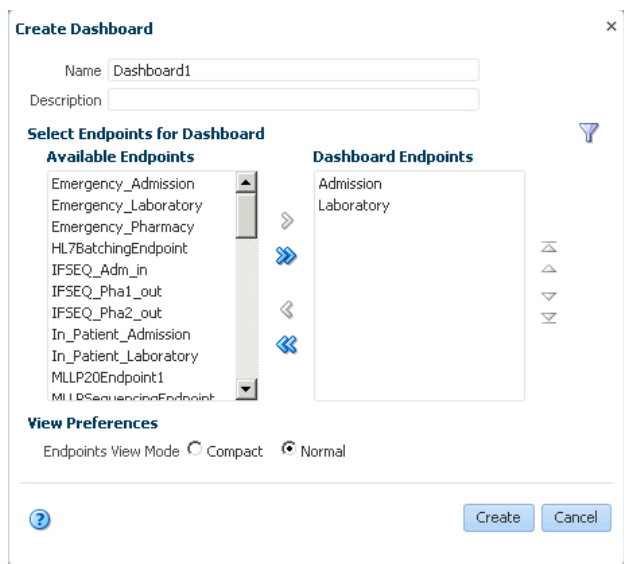 Create Dashboard
Name Dashboard1
Description
Select Endpoints for Dashboard
Available Endpoints
Emergency_Admission
Emergency_Laboratory
Emergency_Pharmacy
HL7BatchingEndpoint
IFSEQ_Adm_in
IFSEQ_Pha1_out
IFSEQ_Pha2_out
In_Patient_Admission
In_Patient_Laboratory
MLLP20Endpoint1
MLLPSequencingEndpoint
Dashboard Endpoints
Admission
Laboratory
View Preferences
Endpoints View Mode Compact Normal
Create Cancel